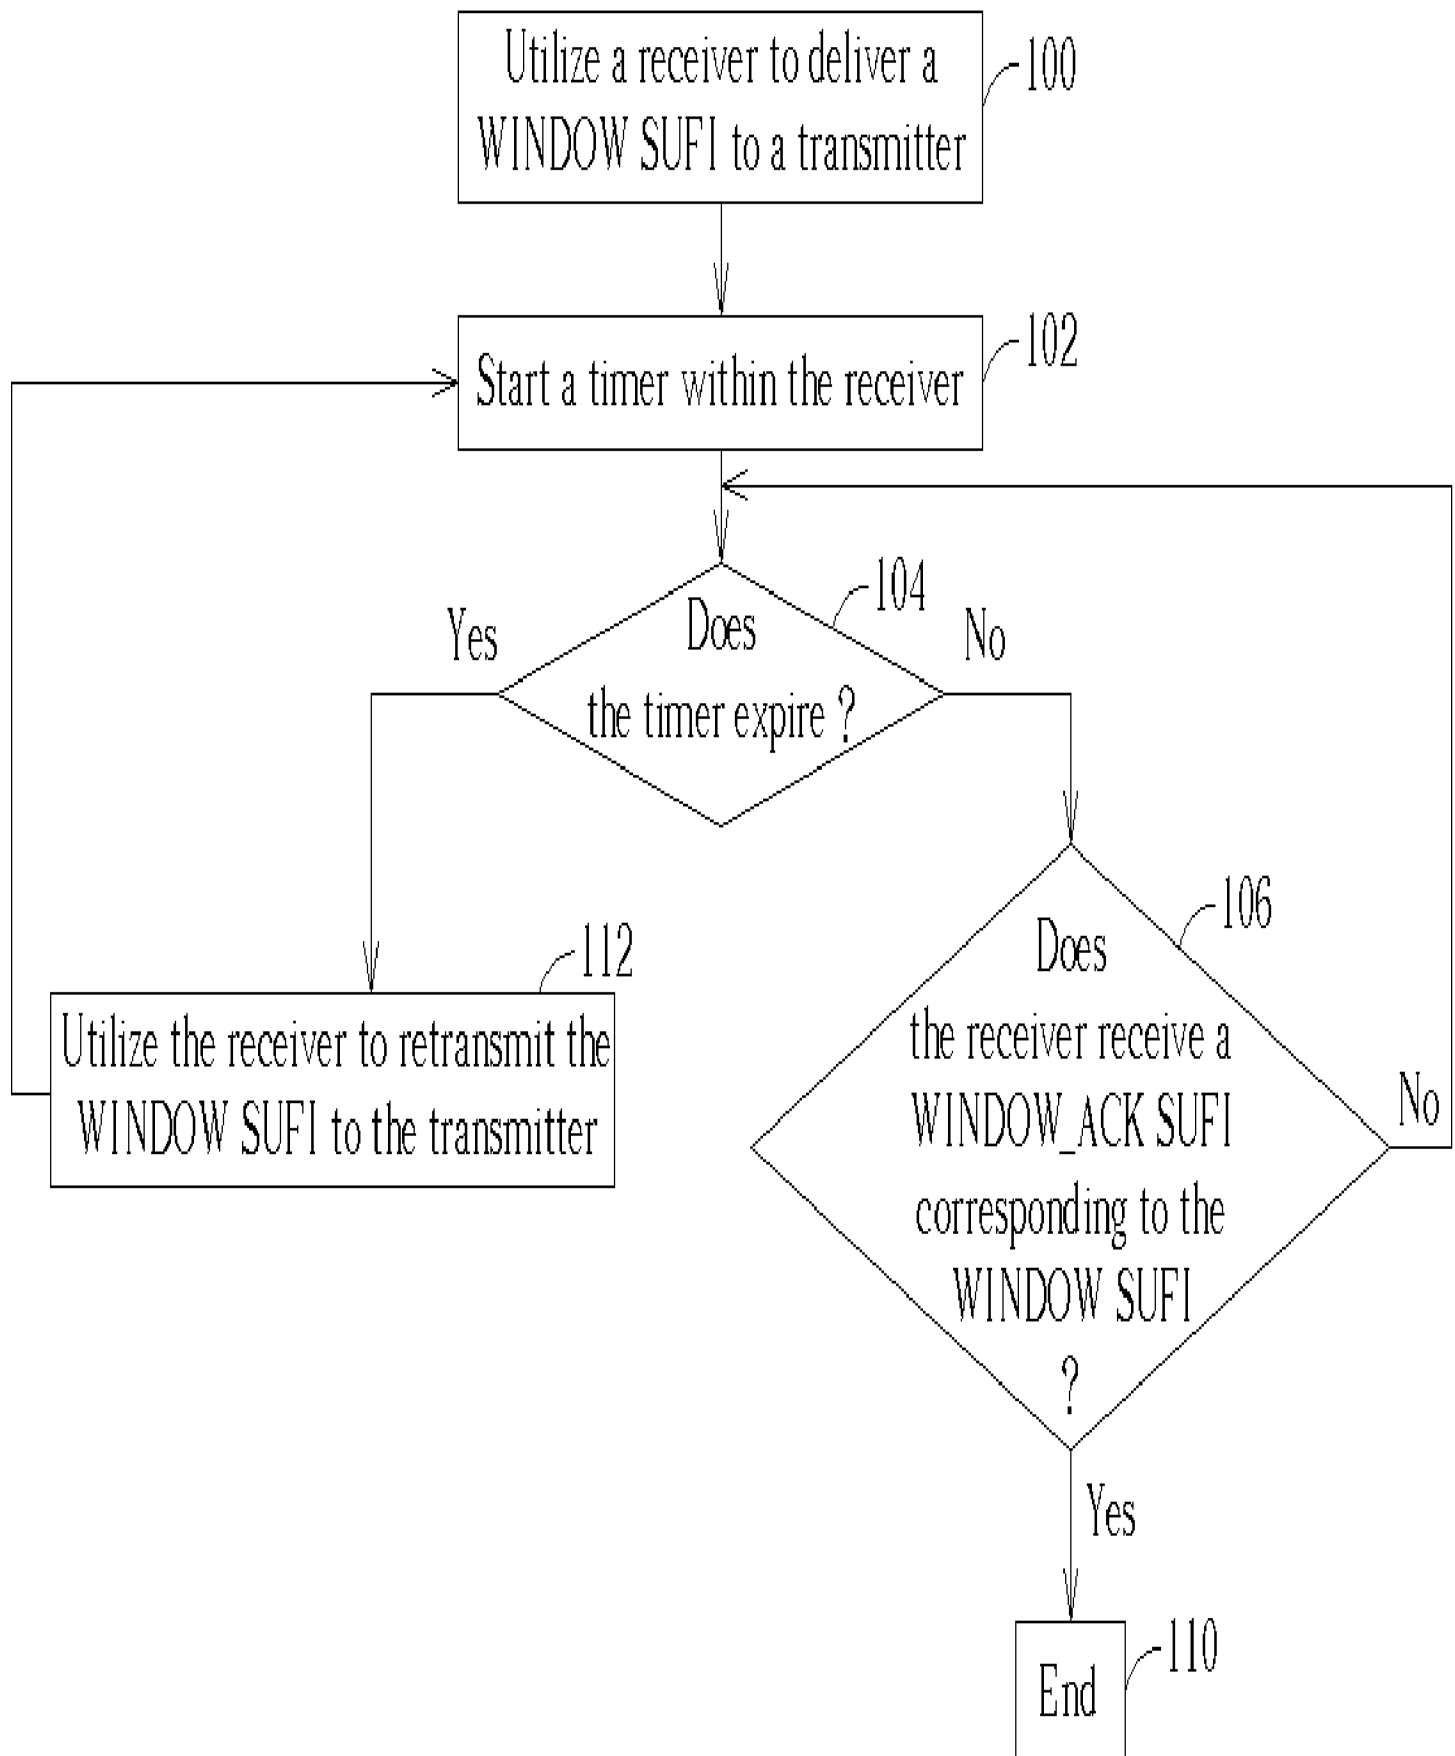 Utilize a receiver to deliver a
WINDOW SUFI to a transmitter
100
Start a timer within the receiver
102
Does
the timer expire ?
104
Yes
No
Utilize the receiver to retransmit the
WINDOW SUFI to the transmitter
112
Does
the receiver receive a
WINDOW_ACK SUFI
corresponding to the
WINDOW SUFI
?
106
No
Yes
End
110